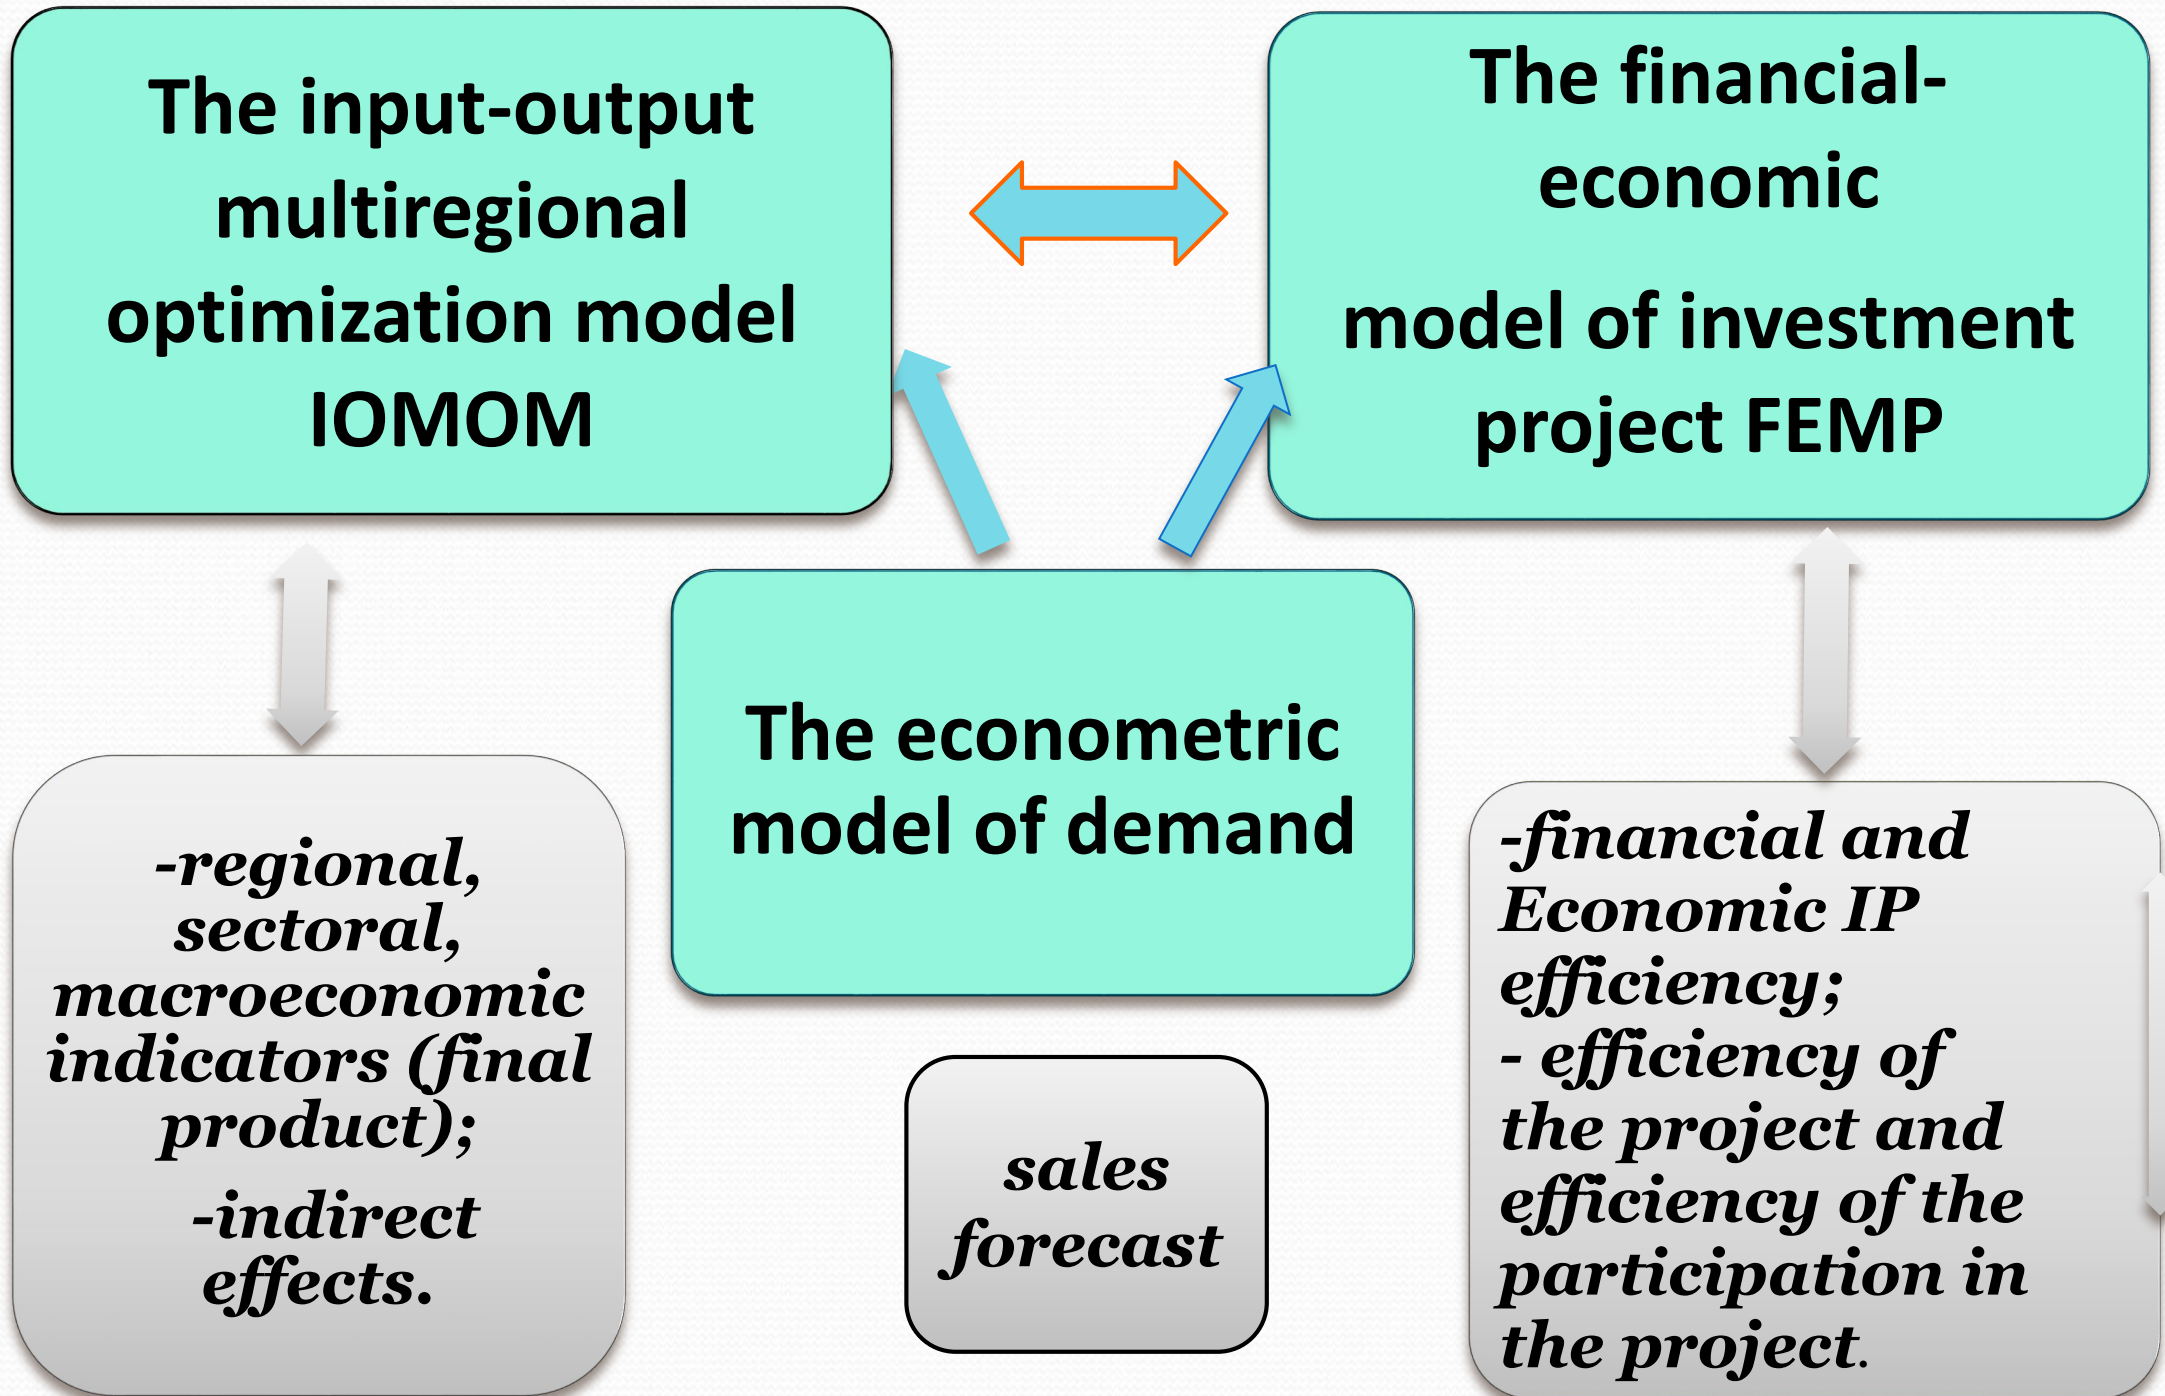 The input-output
multiregional
optimization model
IOMOM
The financial-
economic
model of investment
project FEMP
The econometric
model of demand
-regional,
sectoral,
macroeconomic
indicators (final
product);
-indirect
effects.
sales
forecast
-financial and
Economic IP
efficiency;
- efficiency of
the project and
efficiency of the
participation in
the project.